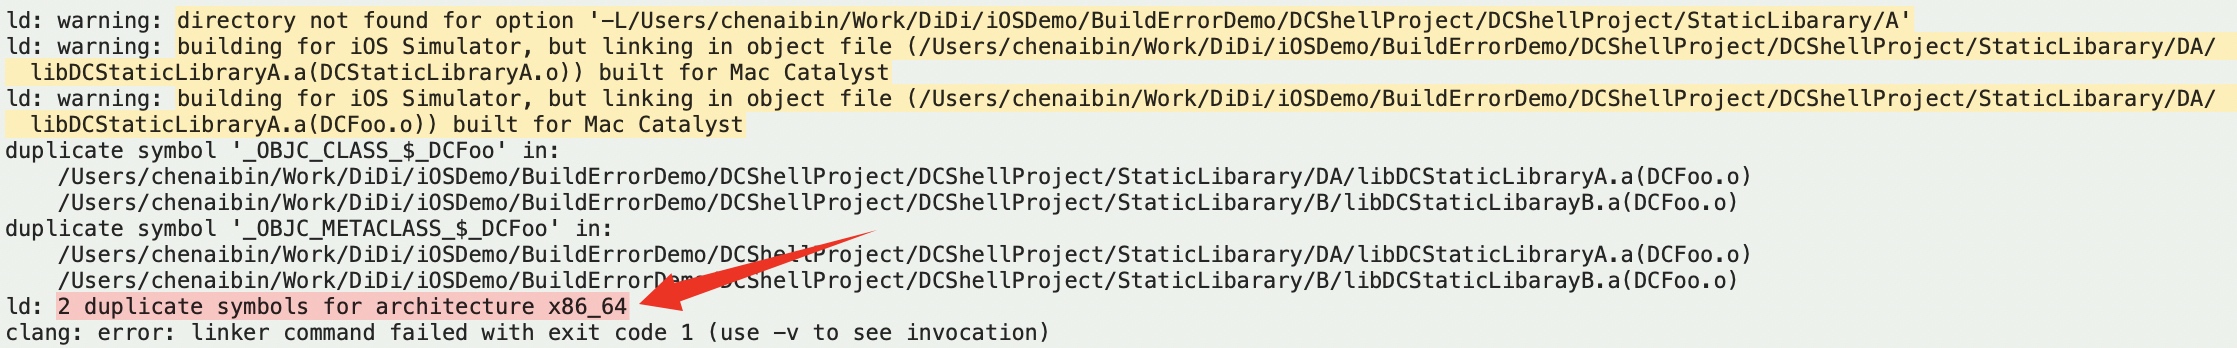 ld: warning: directory not found for option '-L/Users/chenaibin/Work/DiDi/iOSDemo/BuildErrorDemo/DCShellProject/DCShellProject/StaticLibarary/A'
ld: warning: building for iOS Simulator, but linking in object file (/Users/chenaibin/Work/DiDi/iOSDemo/BuildErrorDemo/DCShellProject/DCShellProject/StaticLibarary/DA/
libDCStaticLibraryA.a(DCStaticLibraryA.o)) built for Mac Catalyst
ld: warning: building for iOS Simulator, but linking in object file (/Users/chenaibin/Work/DiDi/iOSDemo/BuildErrorDemo/DCShellProject/DCShellProject/StaticLibarary/DA/
libDCStaticLibraryA.a(DCFoo.o)) built for Mac Catalyst
duplicate symbol '_OBJC_CLASS_$_DCFoo' in:
/Users/chenaibin/Work/DiDi/iOSDemo/BuildErrorDemo/DCShellProject/DCShellProject/StaticLibarary/DA/libDCStaticLibraryA.a(DCFoo.o)
/Users/chenaibin/Work/DiDi/iOSDemo/BuildErrorDemo/DCShellProject/DCShellProject/StaticLibarary/B/libDCStaticLibarayB.a(DCFoo.o)
duplicate symbol '_OBJC_METACLASS_$_DCFoo' in:
/Users/chenaibin/Work/DiDi/iOSDemo/BuildErrorDemo/DCShellProject/DCShellProject/StaticLibarary/DA/libDCStaticLibraryA.a(DCFoo.o)
/Users/chenaibin/Work/DiDi/iOSDemo/BuildErrorDemo/DCShellProject/DCShellProject/StaticLibarary/B/libDCStaticLibarayB.a(DCFoo.o)
ld: 2 duplicate symbols for architecture x86_64
clang: error: linker command failed with exit code 1 (use -v to see invocation)